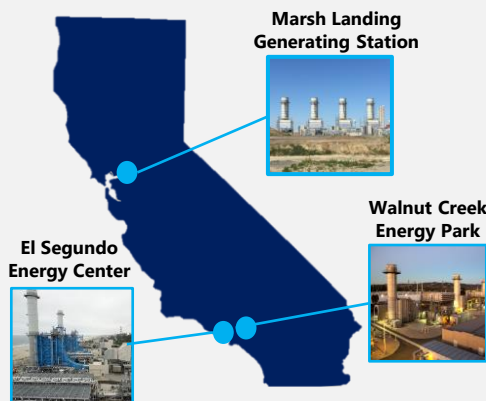 Marsh Landing
Generating Station
Walnut Creek
Energy Park
El Segundo
Energy Center